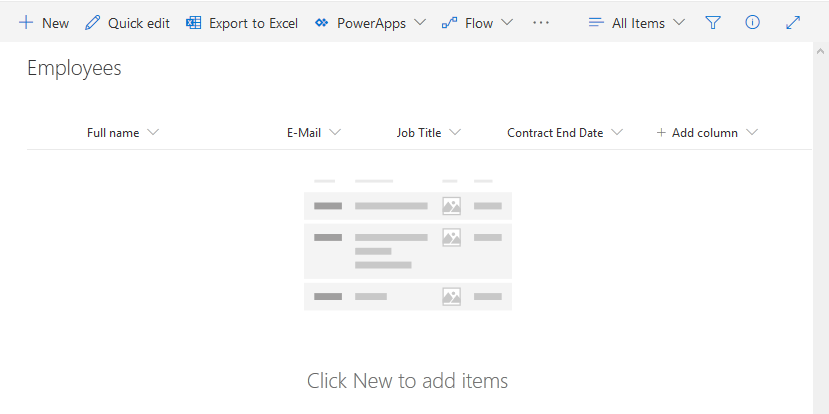 New Quick edit Export to Excel PowerApps Flow ··· All Items
Employees
Full name E-Mail Job Title Contract End Date + Add column
Click New to add items